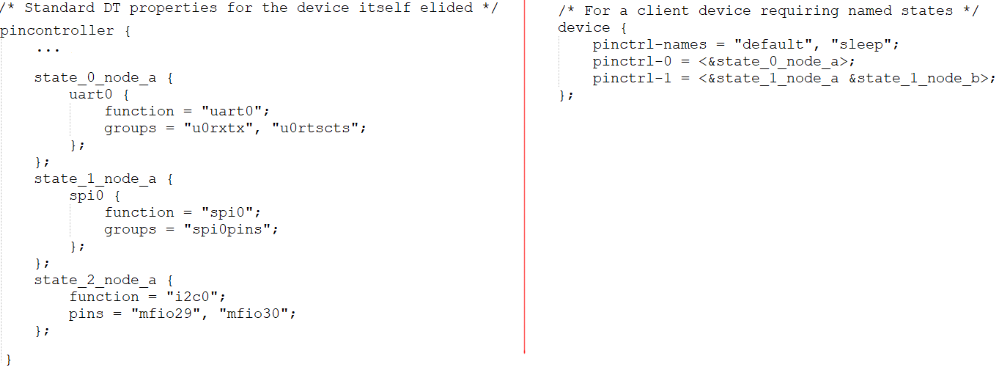 /* Standard DT properties for the device itself elided */
pincontroller {
...
state_0_node_a {
uart0 {
function = "uart0";
groups = "u0rxtx", "u0rtscts";
};
};
state_1_node_a {
spi0 {
function = "spi0";
groups = "spi0pins";
};
};
state_2_node_a {
function = "i2c0";
pins = "mfio29", "mfio30";
};
}
/* For a client device requiring named states */
device {
pinctrl-names = "default", "sleep";
pinctrl-0 = <&state_0_node_a>;
pinctrl-1 = <&state_1_node_a &state_1_node_b>;
};